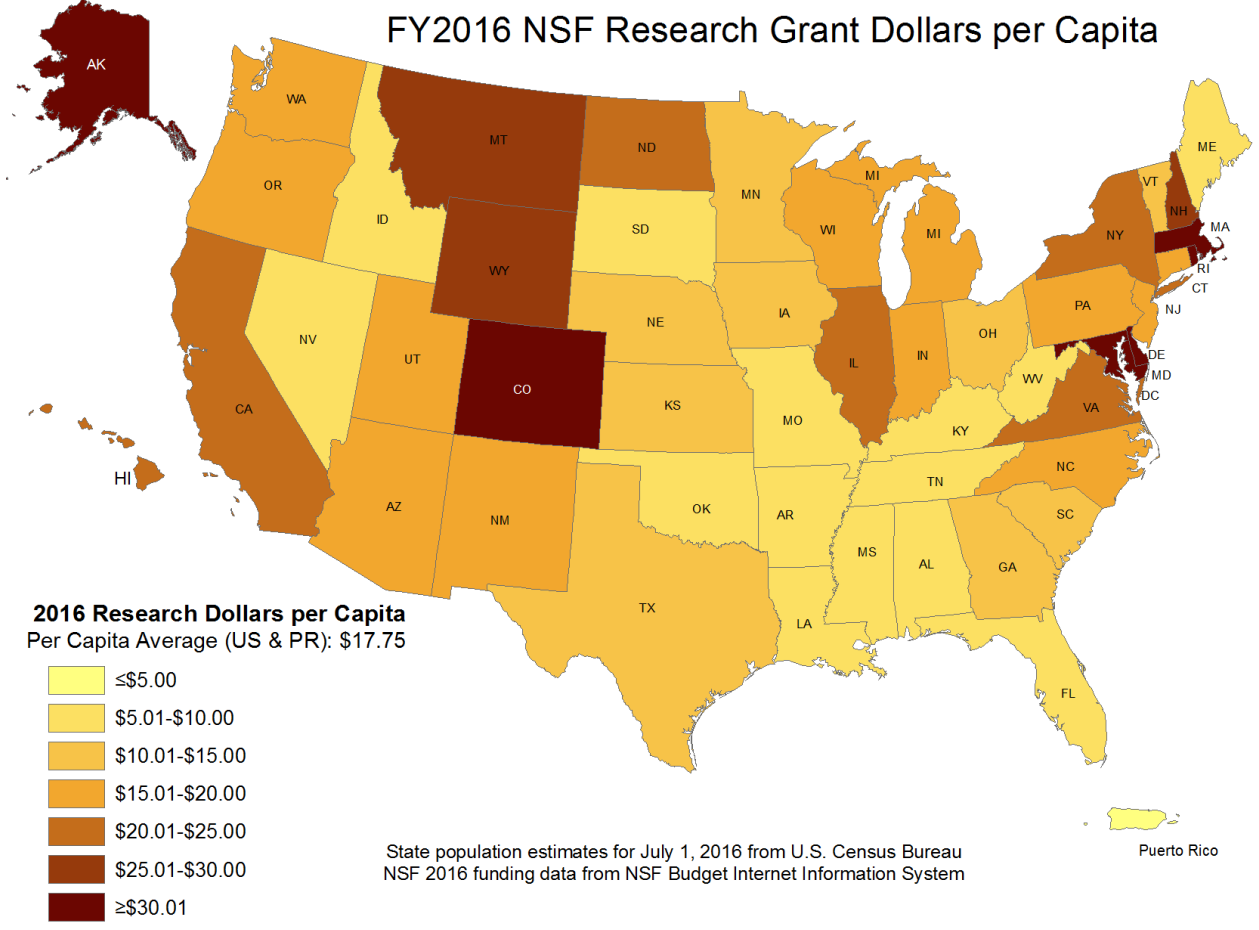 FY2016 NSF Research Grant Dollars per Capita
AK
WA
MT
ND
MN
ME
VT
NH
MI
OR
ID
SD
WI
MI
NY
MA
RI
CT
WY
NE
IA
PA
NJ
NV
UT
CO
KS
MO
IL
IN
OH
WV
DE
MD
DC
CA
KY
VA
HI
AZ
NM
OK
AR
TN
NC
SC
MS
AL
GA
TX
LA
FL
2016 Research Dollars per Capita
Per Capita Average (US & PR): $17.75
≤$5.00
$5.01-$10.00
$10.01-$15.00
$15.01-$20.00
$20.01-$25.00
$25.01-$30.00
≥$30.01
State population estimates for July 1, 2016 from U.S. Census Bureau
NSF 2016 funding data from NSF Budget Internet Information System
Puerto Rico